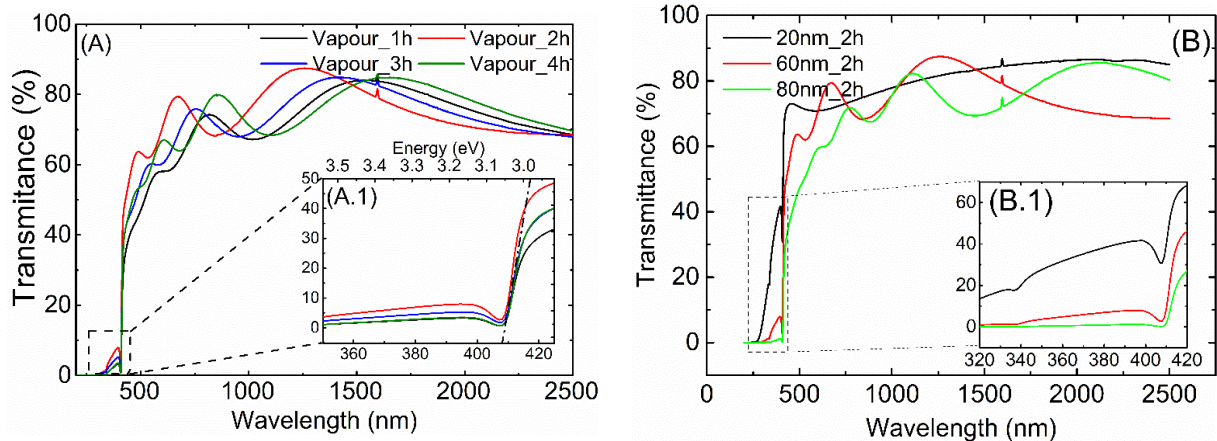 (A)
Vapour_1h Vapour_2h
Vapour_3h Vapour_4h
Transmitance (%)
100
80
60
40
20
0
500 1000 1500 2000 2500
Wavelength (nm)
Energy (eV)
3.5 3.4 3.3 3.2 3.1 3.0
(A.1)
50
40
30
20
10
0
360 380 400 420
(B)
20nm_2h
60nm_2h
80nm_2h
Transmittance (%)
100
80
60
40
20
0
0 500 1000 1500 2000 2500
Wavelength (nm)
(B.1)
60
40
20
0
320 340 360 380 400 420